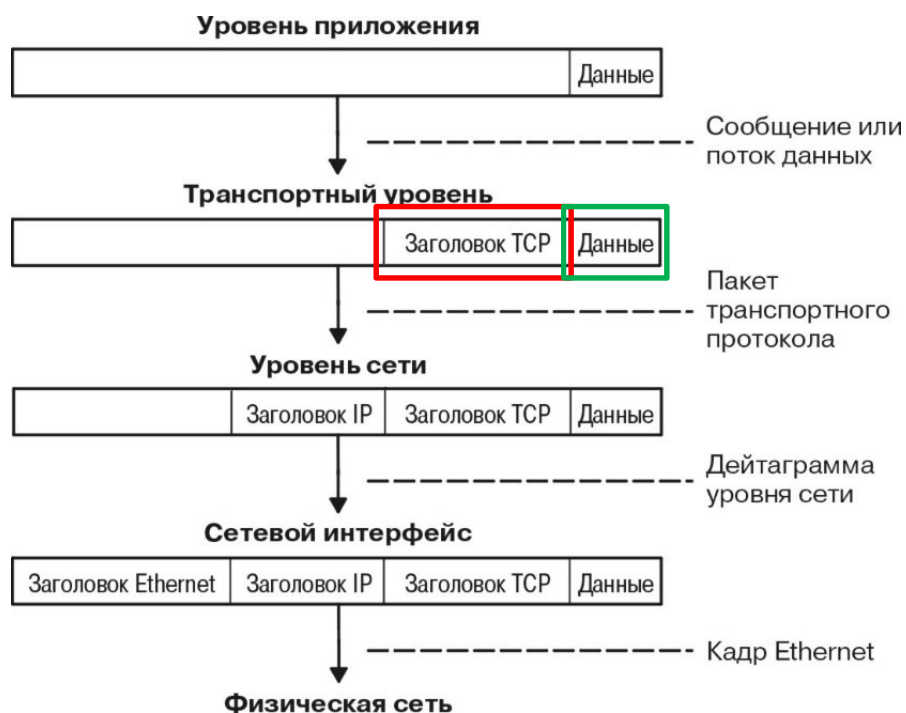 Уровень приложения
Данные
Сообщение или
поток данных
Транспортный уровень
Заголовок TCP Данные
Пакет
транспортного
протокола
Уровень сети
Заголовок IP Заголовок TCP Данные
Дейтаграмма
уровня сети
Сетевой интерфейс
Заголовок Ethernet Заголовок IP Заголовок TCP Данные
Кадр Ethernet
Физическая сеть